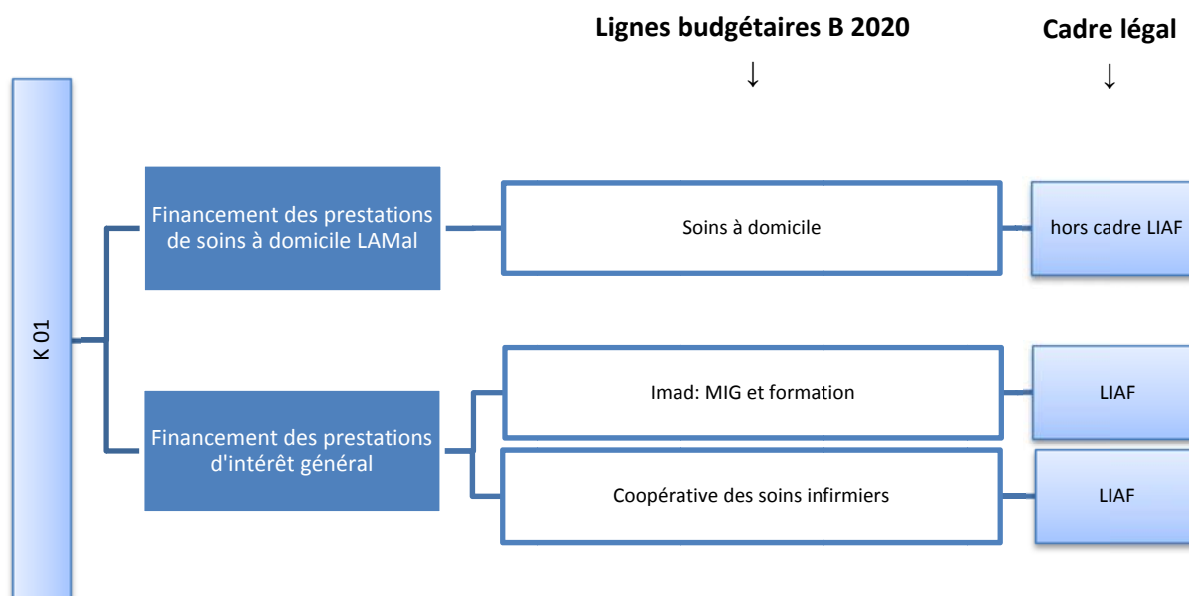 Lignes budgétaires B 2020
Cadre légal
↓
↓
K 01
Financement des prestations
de soins à domicile LAMal
Soins à domicile
hors cadre LIAF
Financement des prestations
d'intérêt général
Imad: MIG et formation
LIAF
Coopérative des soins infirmiers
LIAF